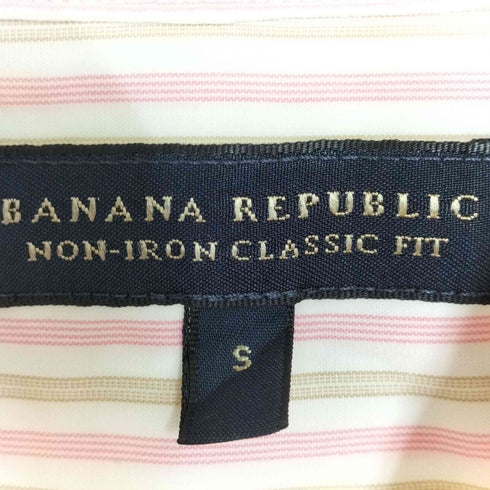 BANANA REPUBLIC
NON-IRON CLASSIC FIT
S